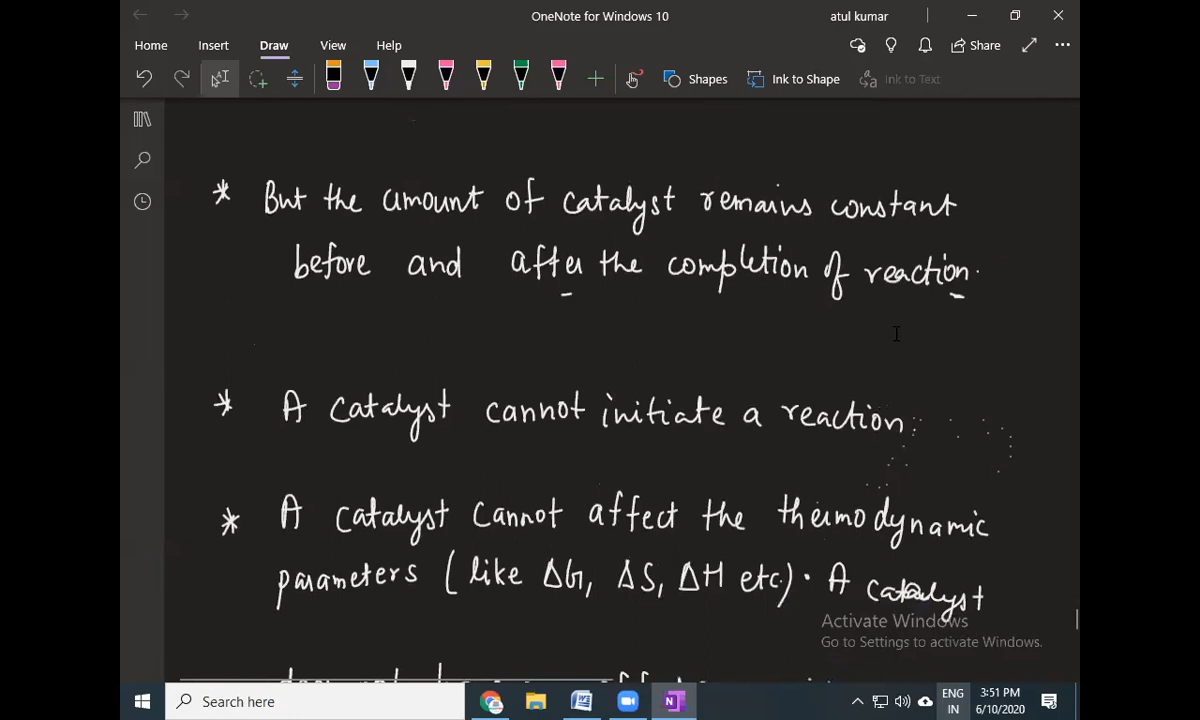 OneNote for Windows 10
atul kumar
Home Insert Draw View Help
Share
Shapes
Ink to Shape
Ink to Text
* But the amount of catalyst remains constant
before and after the completion of reaction.
* A catalyst cannot initiate a reaction.
* A catalyst cannot affect the thermodynamic
parameters (like ΔG, ΔS, ΔH etc). A catalyst
Activate Windows
Go to Settings to activate Windows.
Search here
ENG
IN
3:51 PM
6/10/2020